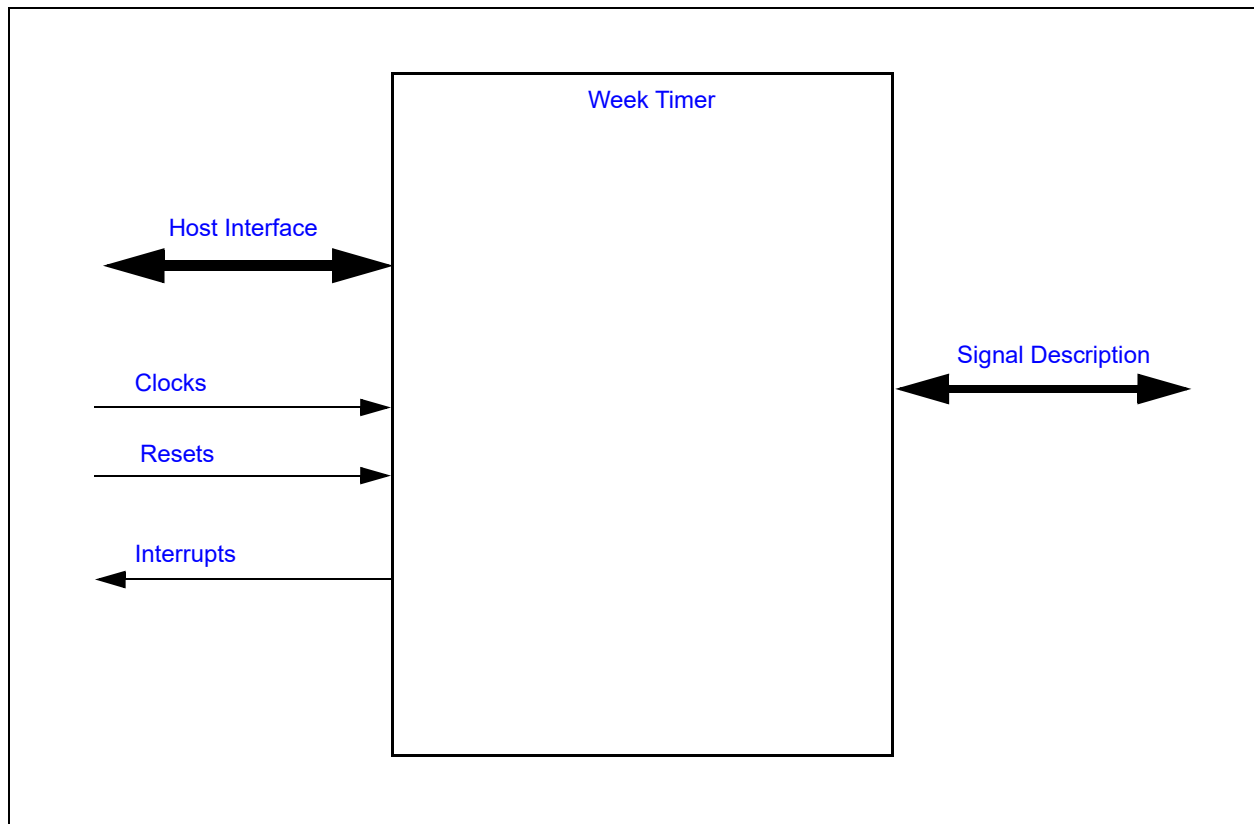 Week Timer
Host Interface
Signal Description
Clocks
Resets
Interrupts